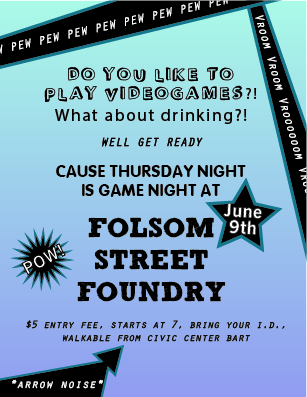 W PEW PEW PEW PEW PEW PEW PEW PEW
VROOM VROOM VROOOOOOM VRO
DO YOU LIKE TO
PLAY VIDEOGAMES?!
What about drinking?!
WELL GET READY
CAUSE THURSDAY NIGHT
IS GAME NIGHT AT
June
9th
FOLSOM
STREET
FOUNDRY
POW!
$5 ENTRY FEE, STARTS AT 7, BRING YOUR I.D.,
WALKABLE FROM CIVIC CENTER BART
*ARROW NOISE*